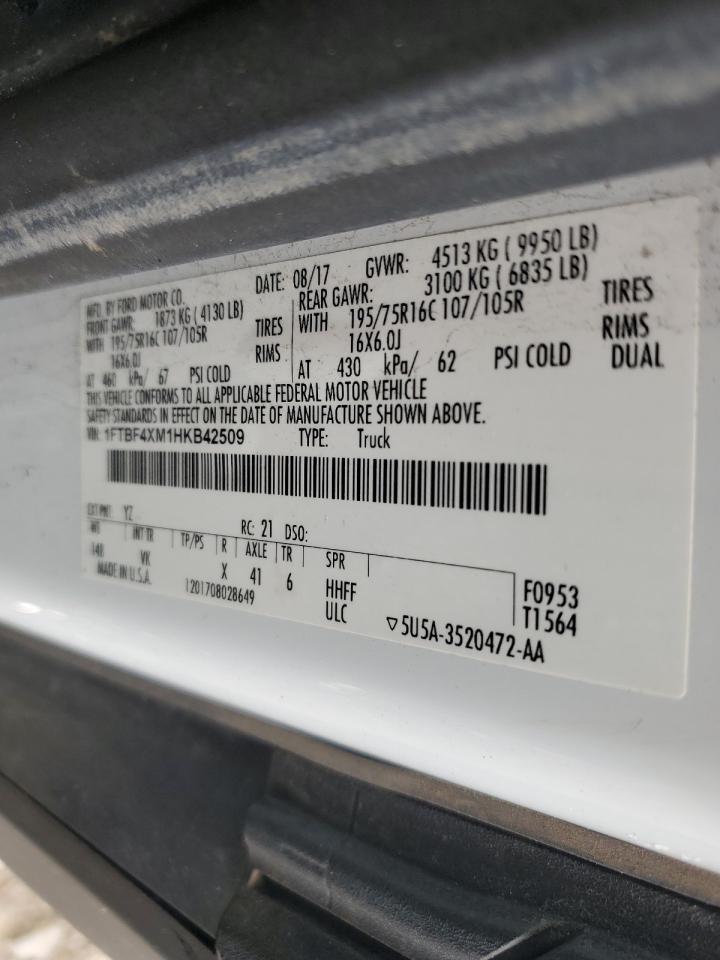 MFD. BY FORD MOTOR CO.
DATE: 08/17 GVWR: 4513 KG ( 9950 LB)
FRONT GAWR: 1873 KG ( 4130 LB)
REAR GAWR: 3100 KG ( 6835 LB)
WITH 195/75R16C 107/105R TIRES
WITH 195/75R16C 107/105R TIRES
16X6.0J RIMS
16X6.0J RIMS
AT 460 kPa/ 67 PSI COLD
AT 430 kPa/ 62 PSI COLD DUAL
THIS VEHICLE CONFORMS TO ALL APPLICABLE FEDERAL MOTOR VEHICLE
SAFETY STANDARDS IN EFFECT ON THE DATE OF MANUFACTURE SHOWN ABOVE.
VIN: 1FTBF4XM1HKB42509 TYPE: Truck
EXT PNT: YZ RC: 21 DSO:
WB INT TR TP/PS R AXLE TR SPR
148 VK X 41 6 HHFF F0953
MADE IN U.S.A. 1201708028649 ULC T1564
▽5U5A-3520472-AA